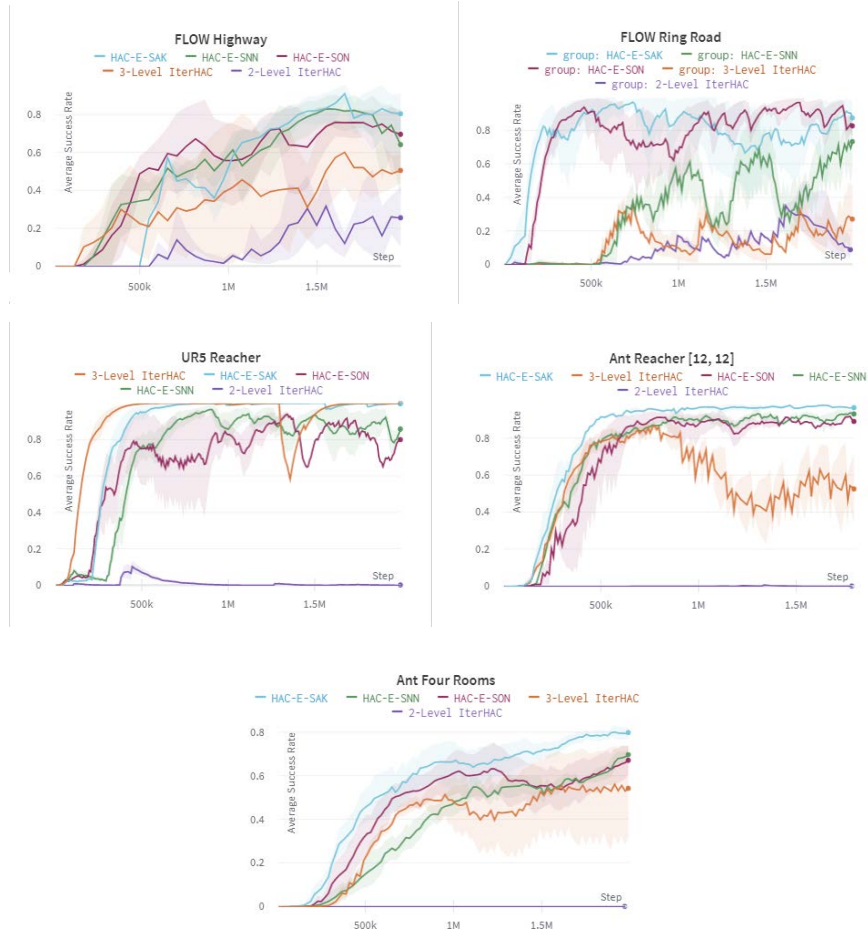 FLOW Highway
HAC-E-SAK HAC-E-SNN HAC-E-SON
3-Level IterHAC 2-Level IterHAC
Average Success Rate
0.8
0.6
0.4
0.2
0
Step
500k 1M 1.5M
FLOW Ring Road
group: HAC-E-SAK group: HAC-E-SNN
group: HAC-E-SON group: 3-Level IterHAC
group: 2-Level IterHAC
Average Success Rate
0.8
0.6
0.4
0.2
0
Step
500k 1M 1.5M
UR5 Reacher
3-Level IterHAC HAC-E-SAK HAC-E-SON
HAC-E-SNN 2-Level IterHAC
Average Success Rate
0.8
0.6
0.4
0.2
0
Step
500k 1M 1.5M
Ant Reacher [12, 12]
HAC-E-SAK 3-Level IterHAC HAC-E-SON HAC-E-SNN
2-Level IterHAC
Average Success Rate
0.8
0.6
0.4
0.2
0
Step
500k 1M 1.5M
Ant Four Rooms
HAC-E-SAK HAC-E-SNN HAC-E-SON 3-Level IterHAC
2-Level IterHAC
Average Success Rate
0.8
0.6
0.4
0.2
0
Step
500k 1M 1.5M